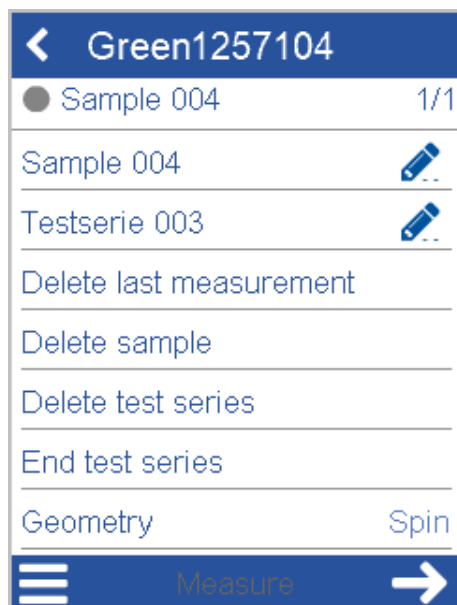 Green1257104
Sample 004 1/1
Sample 004
Testserie 003
Delete last measurement
Delete sample
Delete test series
End test series
Geometry Spin
Measure